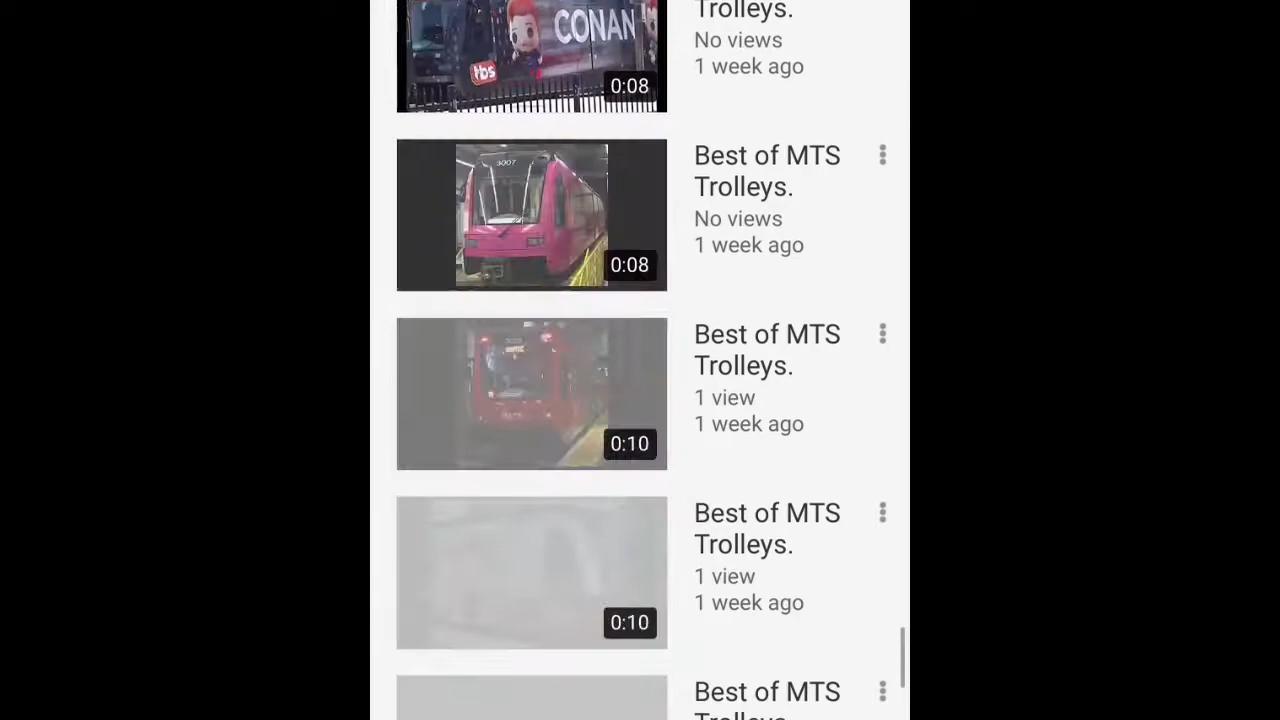 Trolleys.
CONAN
No views
1 week ago
tbs
0:08
Best of MTS
Trolleys.
3007
No views
1 week ago
0:08
Best of MTS
Trolleys.
1 view
1 week ago
0:10
Best of MTS
Trolleys.
1 view
1 week ago
0:10
Best of MTS